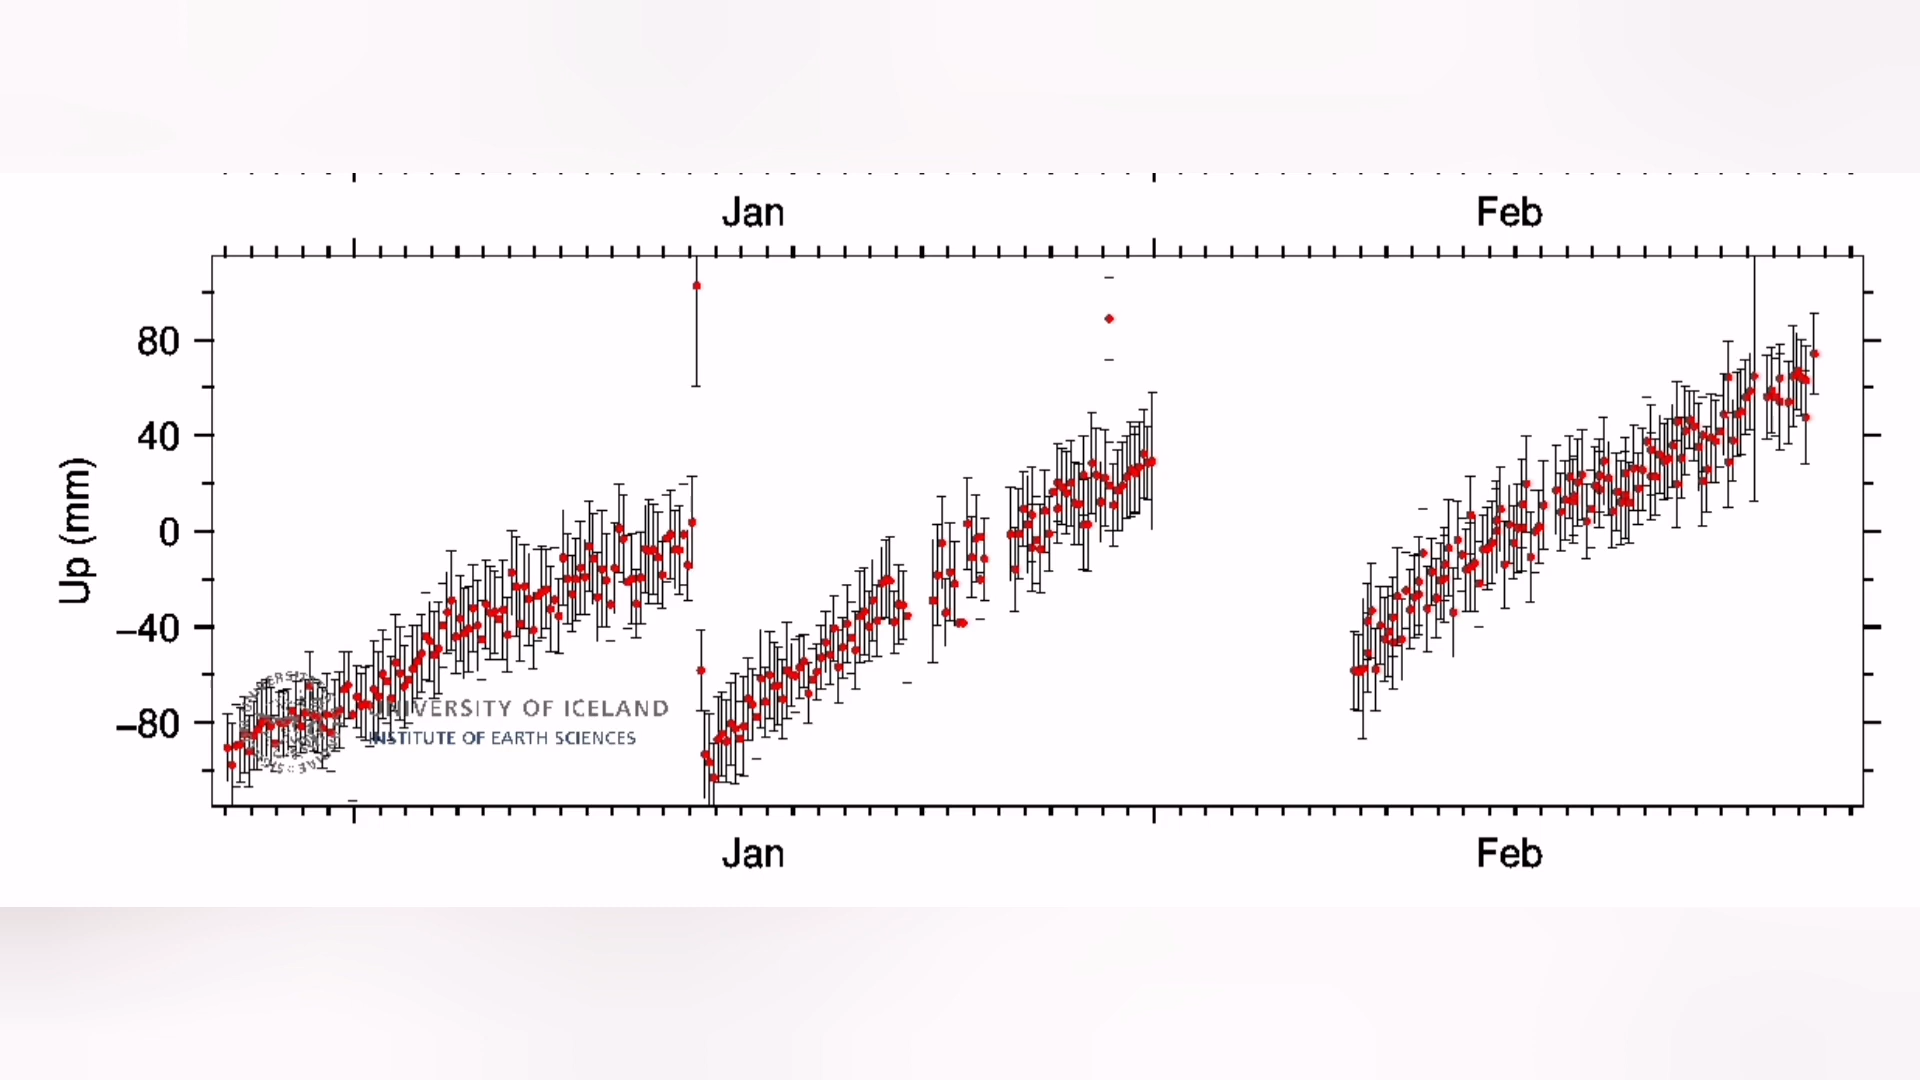 Jan Feb
80
40
Up (mm)
0
−40
−80
UNIVERSITY OF ICELAND
INSTITUTE OF EARTH SCIENCES
Jan Feb